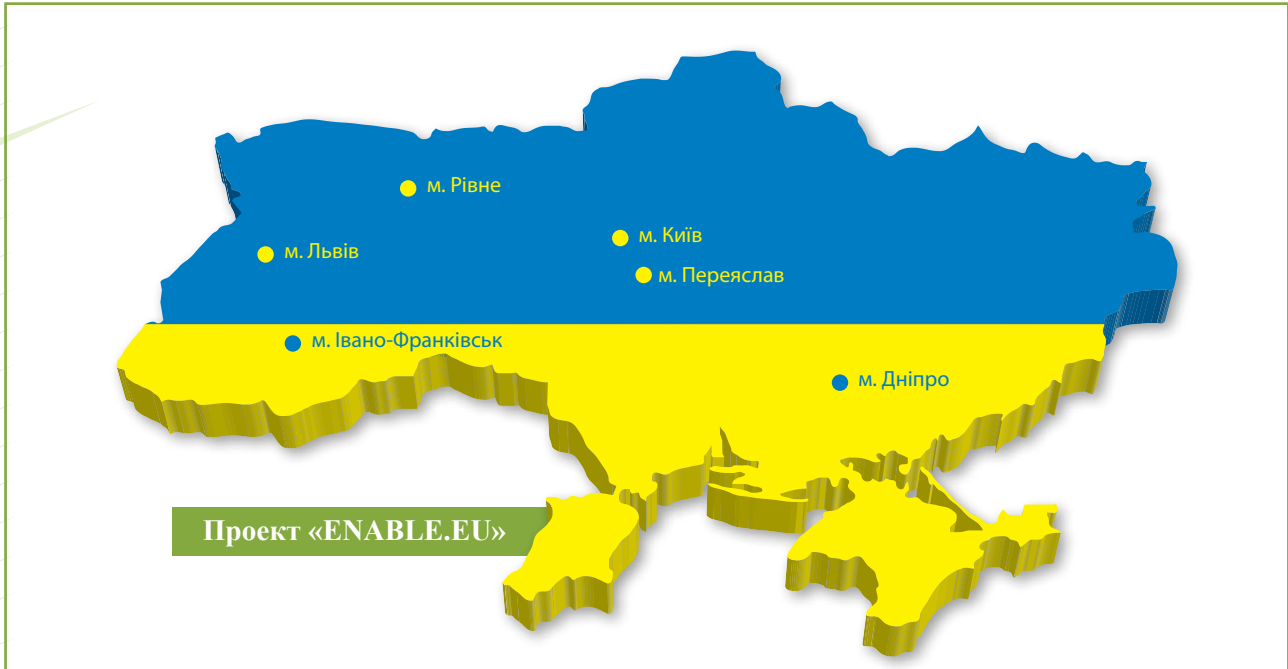 м. Рівне
м. Київ
м. Львів
м. Переяслав
м. Івано-Франківськ
м. Дніпро
Проект «ENABLE.EU»